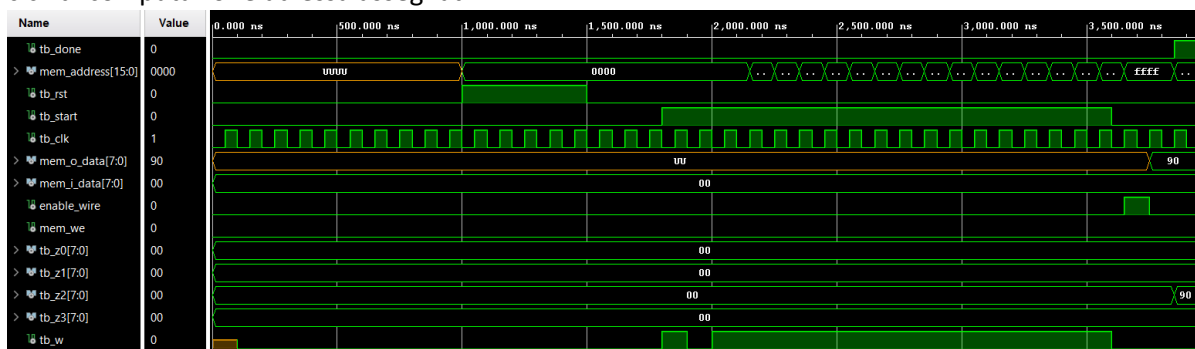 Name Value 0.000 ns 500.000 ns 1,000.000 ns 1,500.000 ns 2,000.000 ns 2,500.000 ns 3,000.000 ns 3,500.000 ns
tb_done 0
mem_address[15:0] 0000 UUUU 0000 .. .. .. .. .. .. .. .. .. .. .. .. .. .. .. ffff ..
tb_rst 0
tb_start 0
tb_clk 1
mem_o_data[7:0] 90 UU 90
mem_i_data[7:0] 00 00
enable_wire 0
mem_we 0
tb_z0[7:0] 00 00
tb_z1[7:0] 00 00
tb_z2[7:0] 00 00 90
tb_z3[7:0] 00 00
tb_w 0